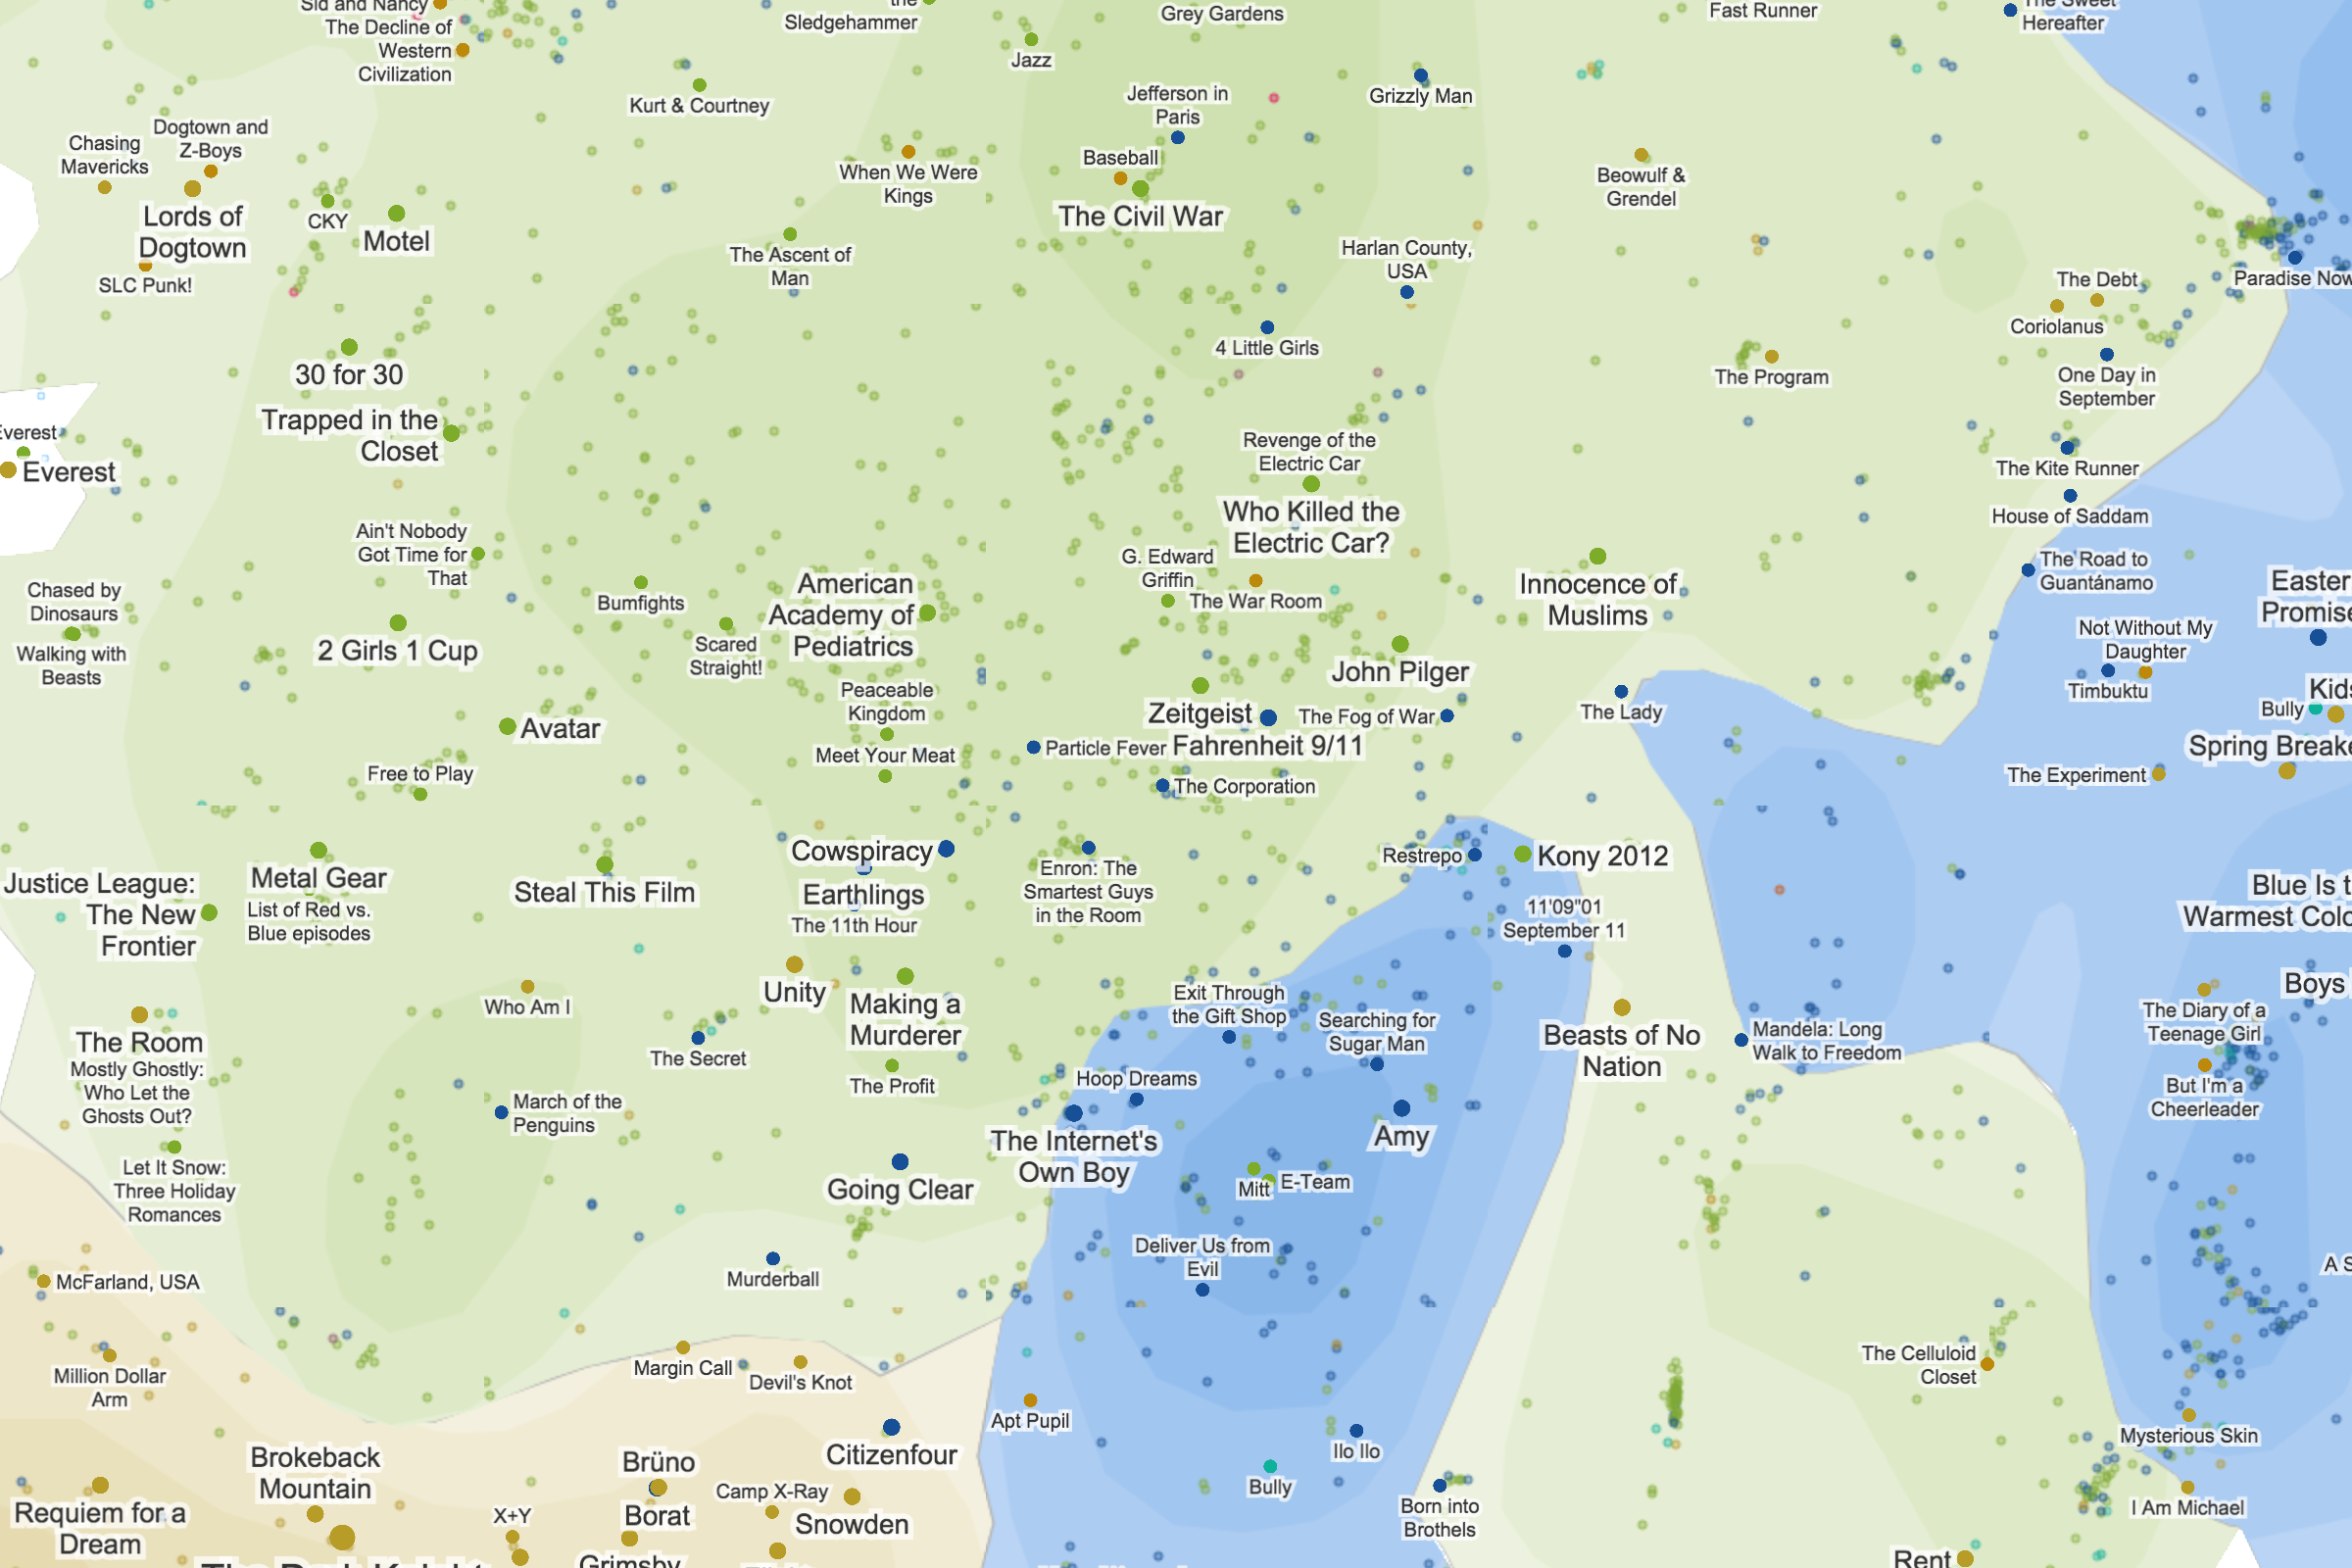 Sid and Nancy
The Decline of
Western
Civilization
the
Sledgehammer
Grey Gardens
Fast Runner
The Sweet
Hereafter
Jazz
Kurt & Courtney
Jefferson in
Paris
Grizzly Man
Chasing
Mavericks
Dogtown and
Z-Boys
Lords of
Dogtown
SLC Punk!
CKY
Motel
When We Were
Kings
Baseball
The Civil War
Beowulf &
Grendel
The Ascent of
Man
Harlan County,
USA
4 Little Girls
The Debt
Coriolanus
Paradise Now
The Program
One Day in
September
30 for 30
Trapped in the
Closet
Everest
Everest
Revenge of the
Electric Car
Who Killed the
Electric Car?
The Kite Runner
House of Saddam
Ain't Nobody
Got Time for
That
Bumfights
American
Academy of
Pediatrics
G. Edward
Griffin
The War Room
Innocence of
Muslims
The Road to
Guantánamo
Easter
Promise
Chased by
Dinosaurs
Walking with
Beasts
2 Girls 1 Cup
Scared
Straight!
John Pilger
Not Without My
Daughter
Timbuktu
Kids
Bully
Peaceable
Kingdom
Meet Your Meat
Avatar
Zeitgeist
The Fog of War
Particle Fever
Fahrenheit 9/11
The Corporation
The Lady
Spring Breake
The Experiment
Free to Play
Metal Gear
List of Red vs.
Blue episodes
Justice League:
The New
Frontier
Steal This Film
Cowspiracy
Earthlings
The 11th Hour
Enron: The
Smartest Guys
in the Room
Restrepo
Kony 2012
11'09"01
September 11
Blue Is t
Warmest Colo
Boys
Unity
Making a
Murderer
The Profit
Who Am I
The Secret
The Room
Mostly Ghostly:
Who Let the
Ghosts Out?
Let It Snow:
Three Holiday
Romances
March of the
Penguins
Exit Through
the Gift Shop
Searching for
Sugar Man
Beasts of No
Nation
Mandela: Long
Walk to Freedom
The Diary of a
Teenage Girl
But I'm a
Cheerleader
Hoop Dreams
The Internet's
Own Boy
Amy
Going Clear
Mitt
E-Team
Deliver Us from
Evil
Murderball
McFarland, USA
A S
Million Dollar
Arm
Margin Call
Devil's Knot
The Celluloid
Closet
Apt Pupil
Citizenfour
Ilo Ilo
Bully
Mysterious Skin
I Am Michael
Born into
Brothels
Requiem for a
Dream
Brokeback
Mountain
X+Y
Brüno
Borat
Camp X-Ray
Snowden
The Dark Knight
Grimsby
Rent